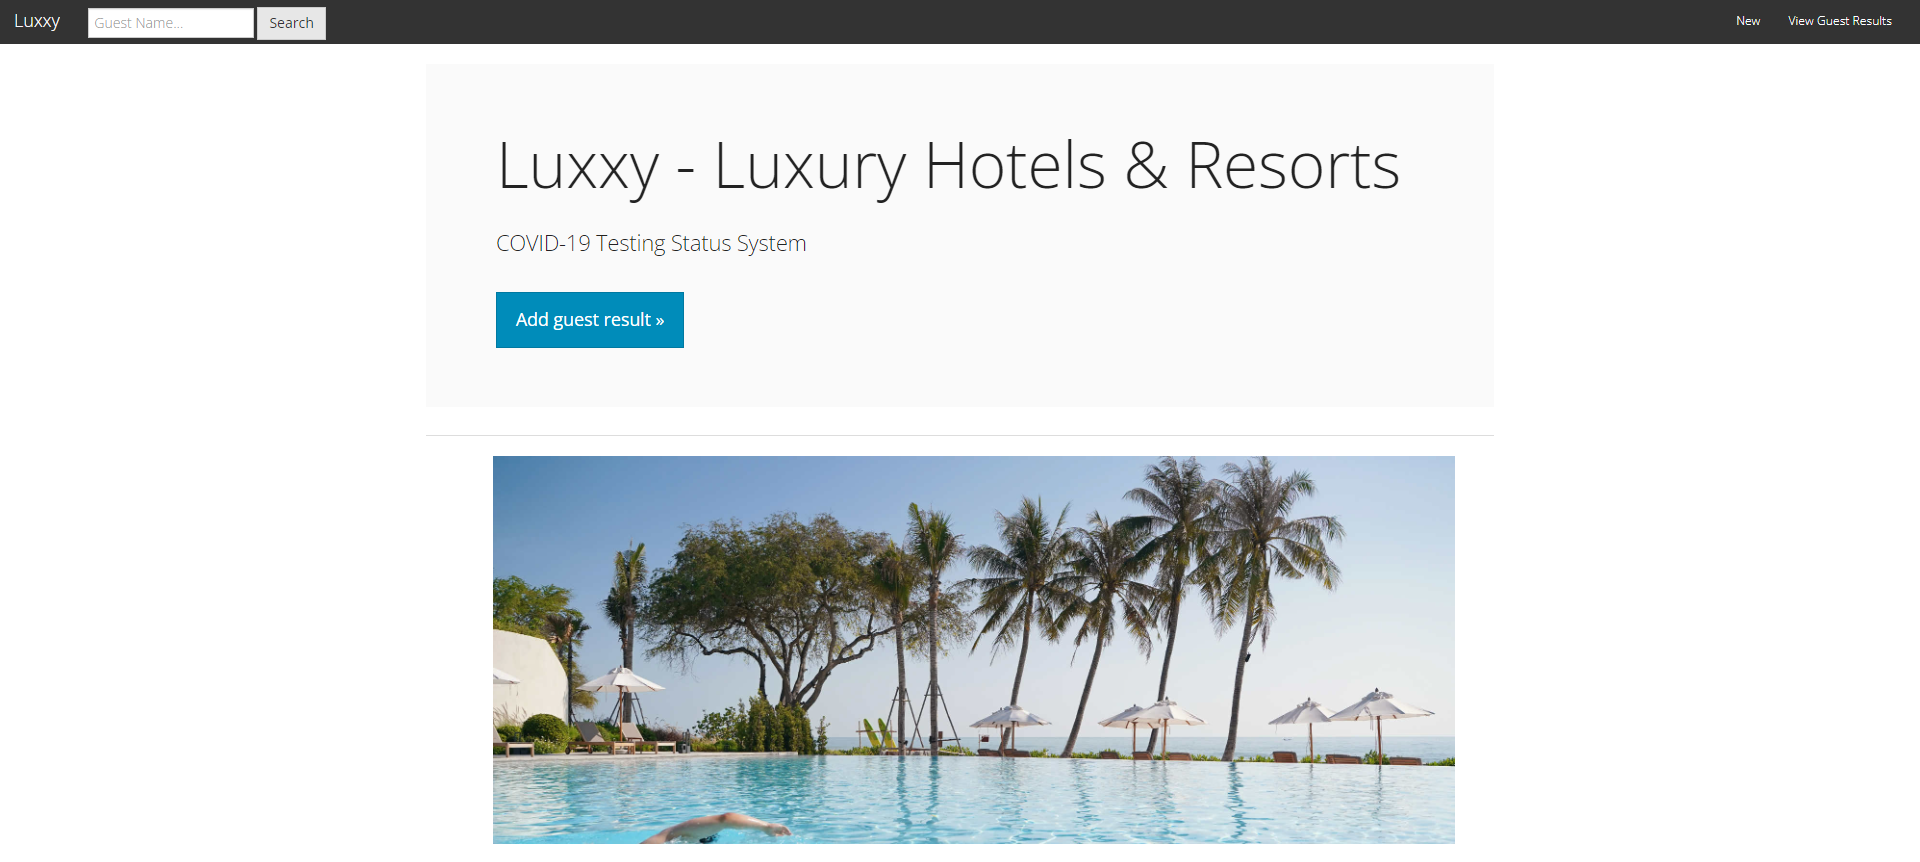 Luxxy
Guest Name...
Search
New
View Guest Results
Luxxy - Luxury Hotels & Resorts
COVID-19 Testing Status System
Add guest result »